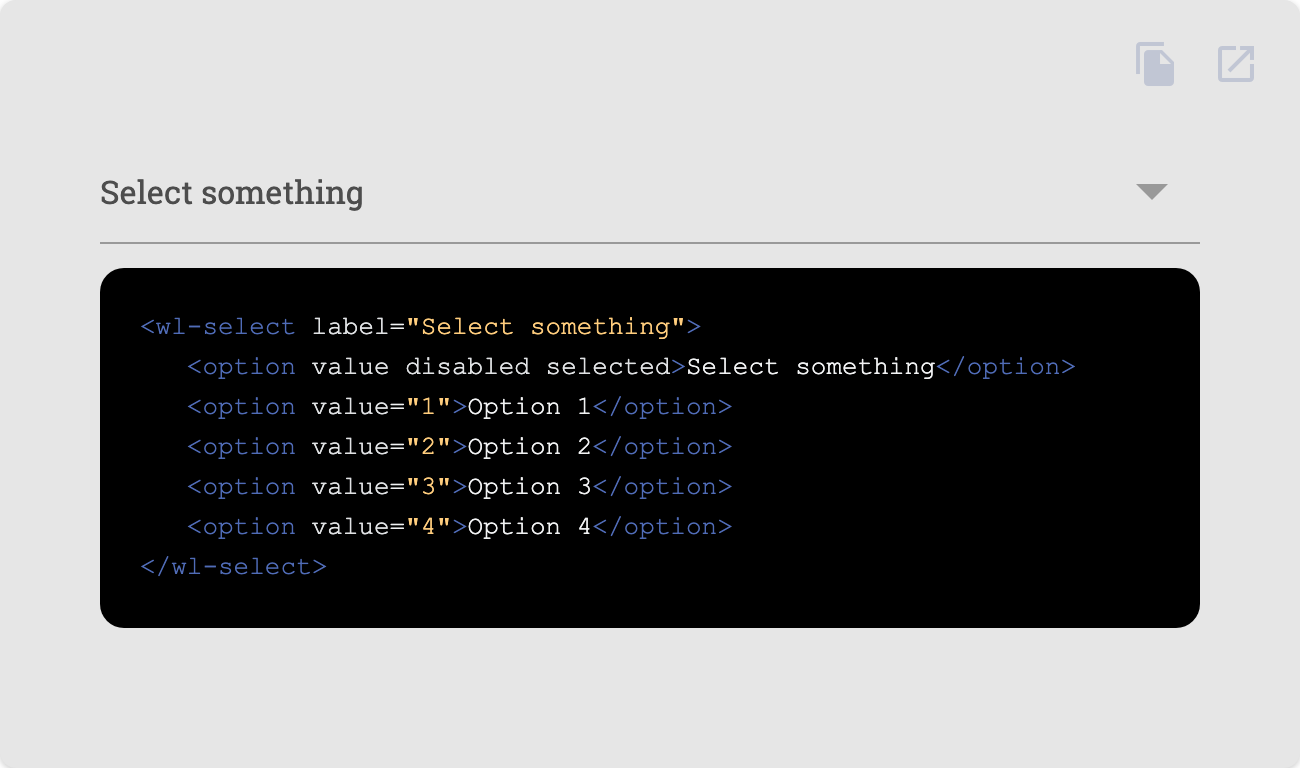 Select something
<wl-select label="Select something">
   <option value disabled selected>Select something</option>
   <option value="1">Option 1</option>
   <option value="2">Option 2</option>
   <option value="3">Option 3</option>
   <option value="4">Option 4</option>
</wl-select>